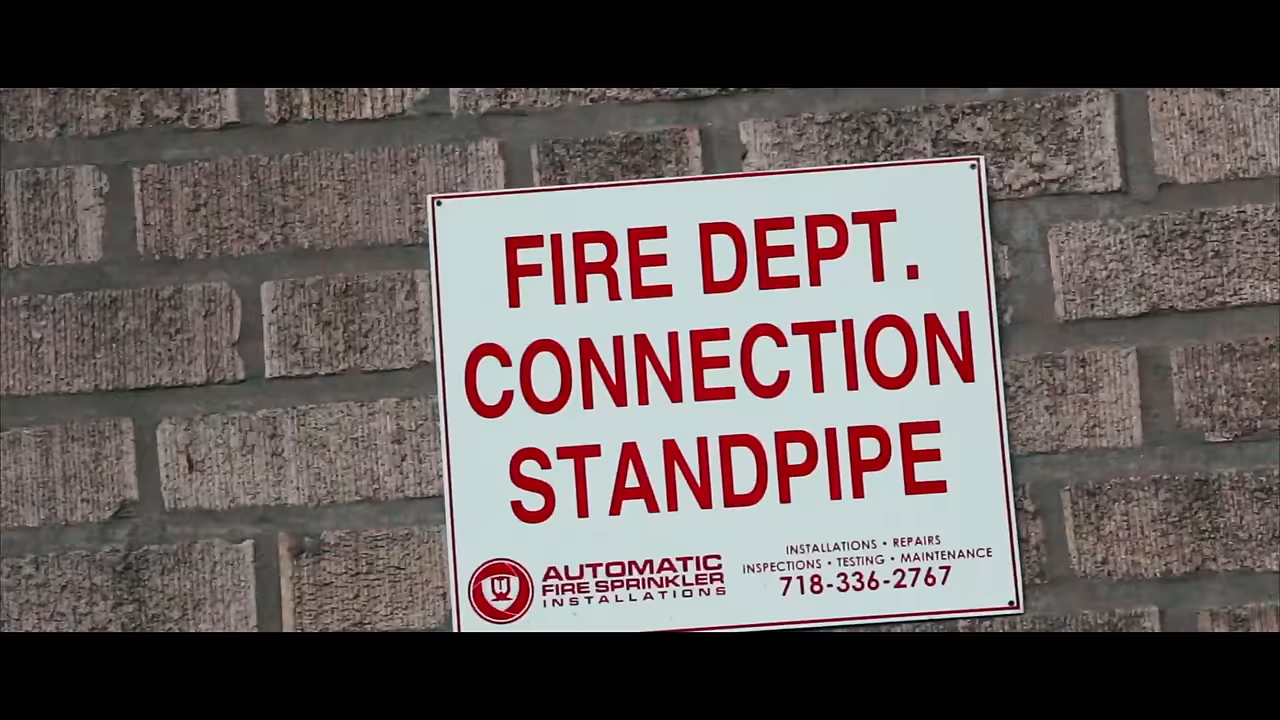 FIRE DEPT.
CONNECTION
STANDPIPE
AUTOMATIC
FIRE SPRINKLER
INSTALLATIONS
INSTALLATIONS • REPAIRS
INSPECTIONS • TESTING • MAINTENANCE
718-336-2767